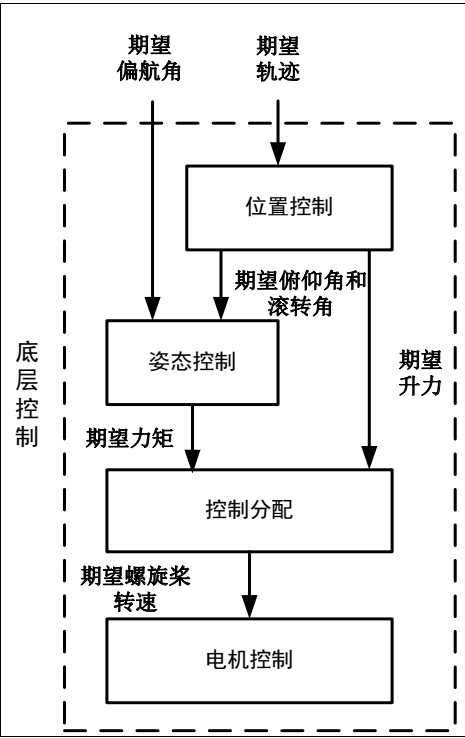 期望
偏航角
期望
轨迹
位置控制
期望俯仰角和
滚转角
姿态控制
期望
升力
底
层
控
制
期望力矩
控制分配
期望螺旋桨
转速
电机控制